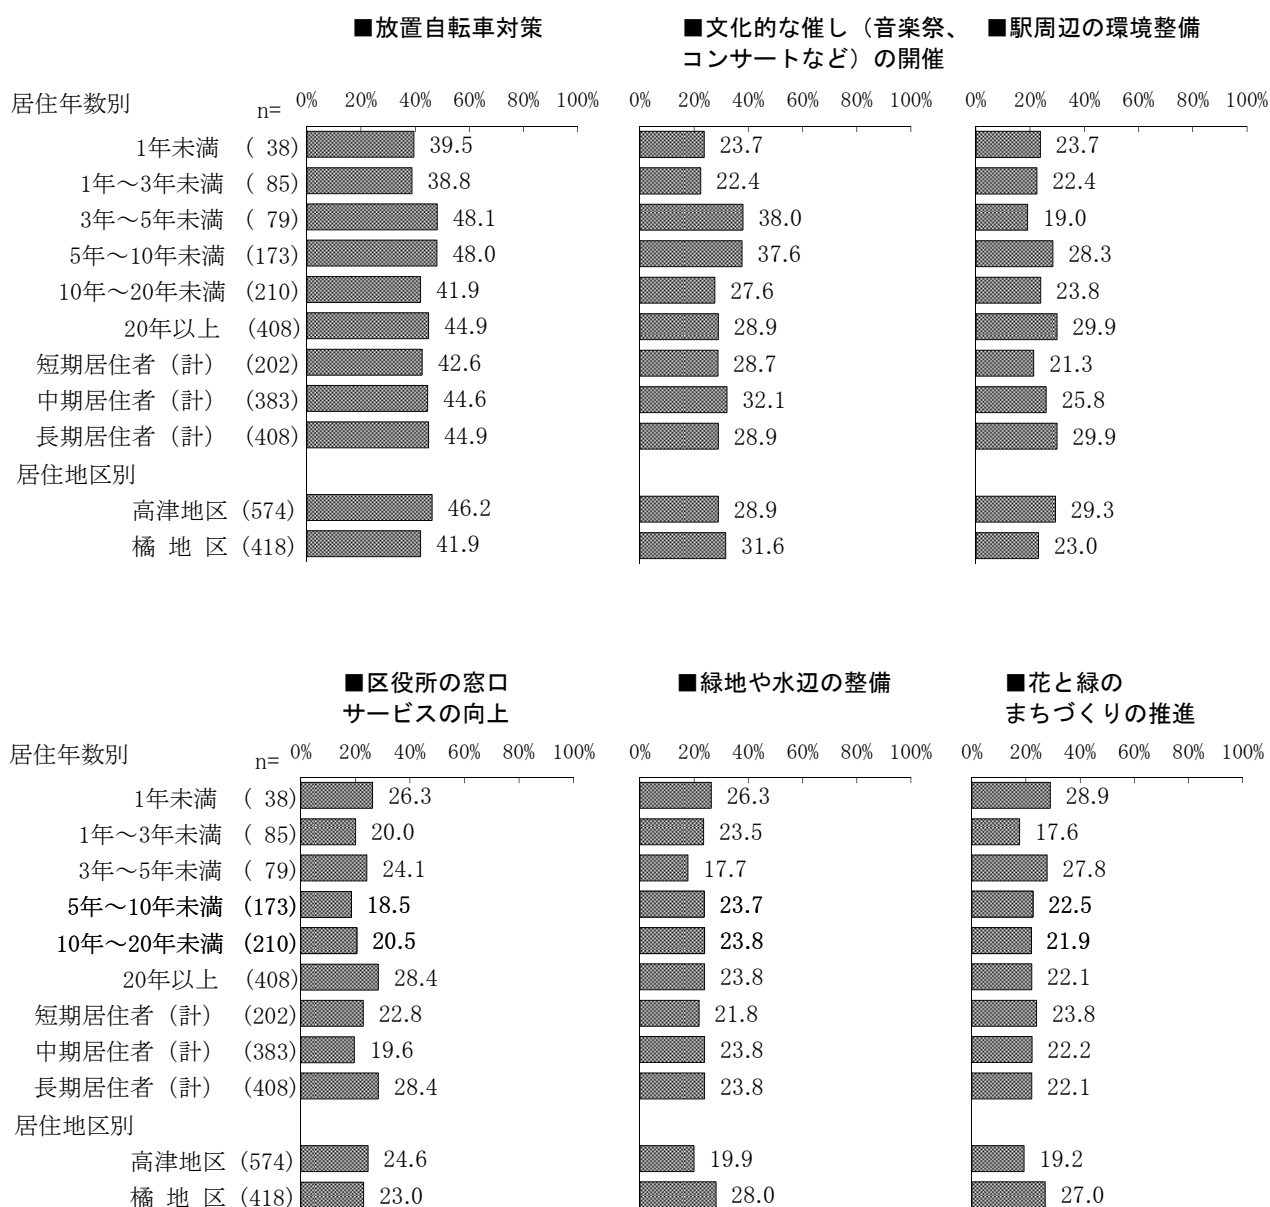 ■放置自転車対策
■文化的な催し（音楽祭、
コンサートなど）の開催
■駅周辺の環境整備
居住年数別 n= 0% 20% 40% 60% 80% 100% 0% 20% 40% 60% 80% 100% 0% 20% 40% 60% 80% 100%
1年未満 ( 38) 39.5 23.7 23.7
1年～3年未満 ( 85) 38.8 22.4 22.4
3年～5年未満 ( 79) 48.1 38.0 19.0
5年～10年未満 (173) 48.0 37.6 28.3
10年～20年未満 (210) 41.9 27.6 23.8
20年以上 (408) 44.9 28.9 29.9
短期居住者（計） (202) 42.6 28.7 21.3
中期居住者（計） (383) 44.6 32.1 25.8
長期居住者（計） (408) 44.9 28.9 29.9
居住地区別
高津地区 (574) 46.2 28.9 29.3
橘 地 区 (418) 41.9 31.6 23.0
■区役所の窓口
サービスの向上
■緑地や水辺の整備
■花と緑の
まちづくりの推進
居住年数別 n= 0% 20% 40% 60% 80% 100% 0% 20% 40% 60% 80% 100% 0% 20% 40% 60% 80% 100%
1年未満 ( 38) 26.3 26.3 28.9
1年～3年未満 ( 85) 20.0 23.5 17.6
3年～5年未満 ( 79) 24.1 17.7 27.8
5年～10年未満 (173) 18.5 23.7 22.5
10年～20年未満 (210) 20.5 23.8 21.9
20年以上 (408) 28.4 23.8 22.1
短期居住者（計） (202) 22.8 21.8 23.8
中期居住者（計） (383) 19.6 23.8 22.2
長期居住者（計） (408) 28.4 23.8 22.1
居住地区別
高津地区 (574) 24.6 19.9 19.2
橘 地 区 (418) 23.0 28.0 27.0